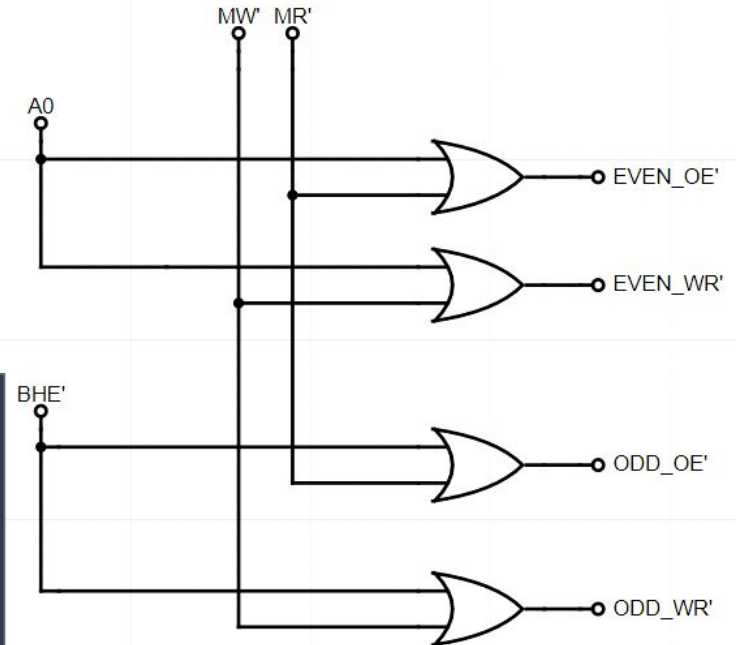 MW' MR'
A0
EVEN_OE'
EVEN_WR'
BHE'
ODD_OE'
ODD_WR'